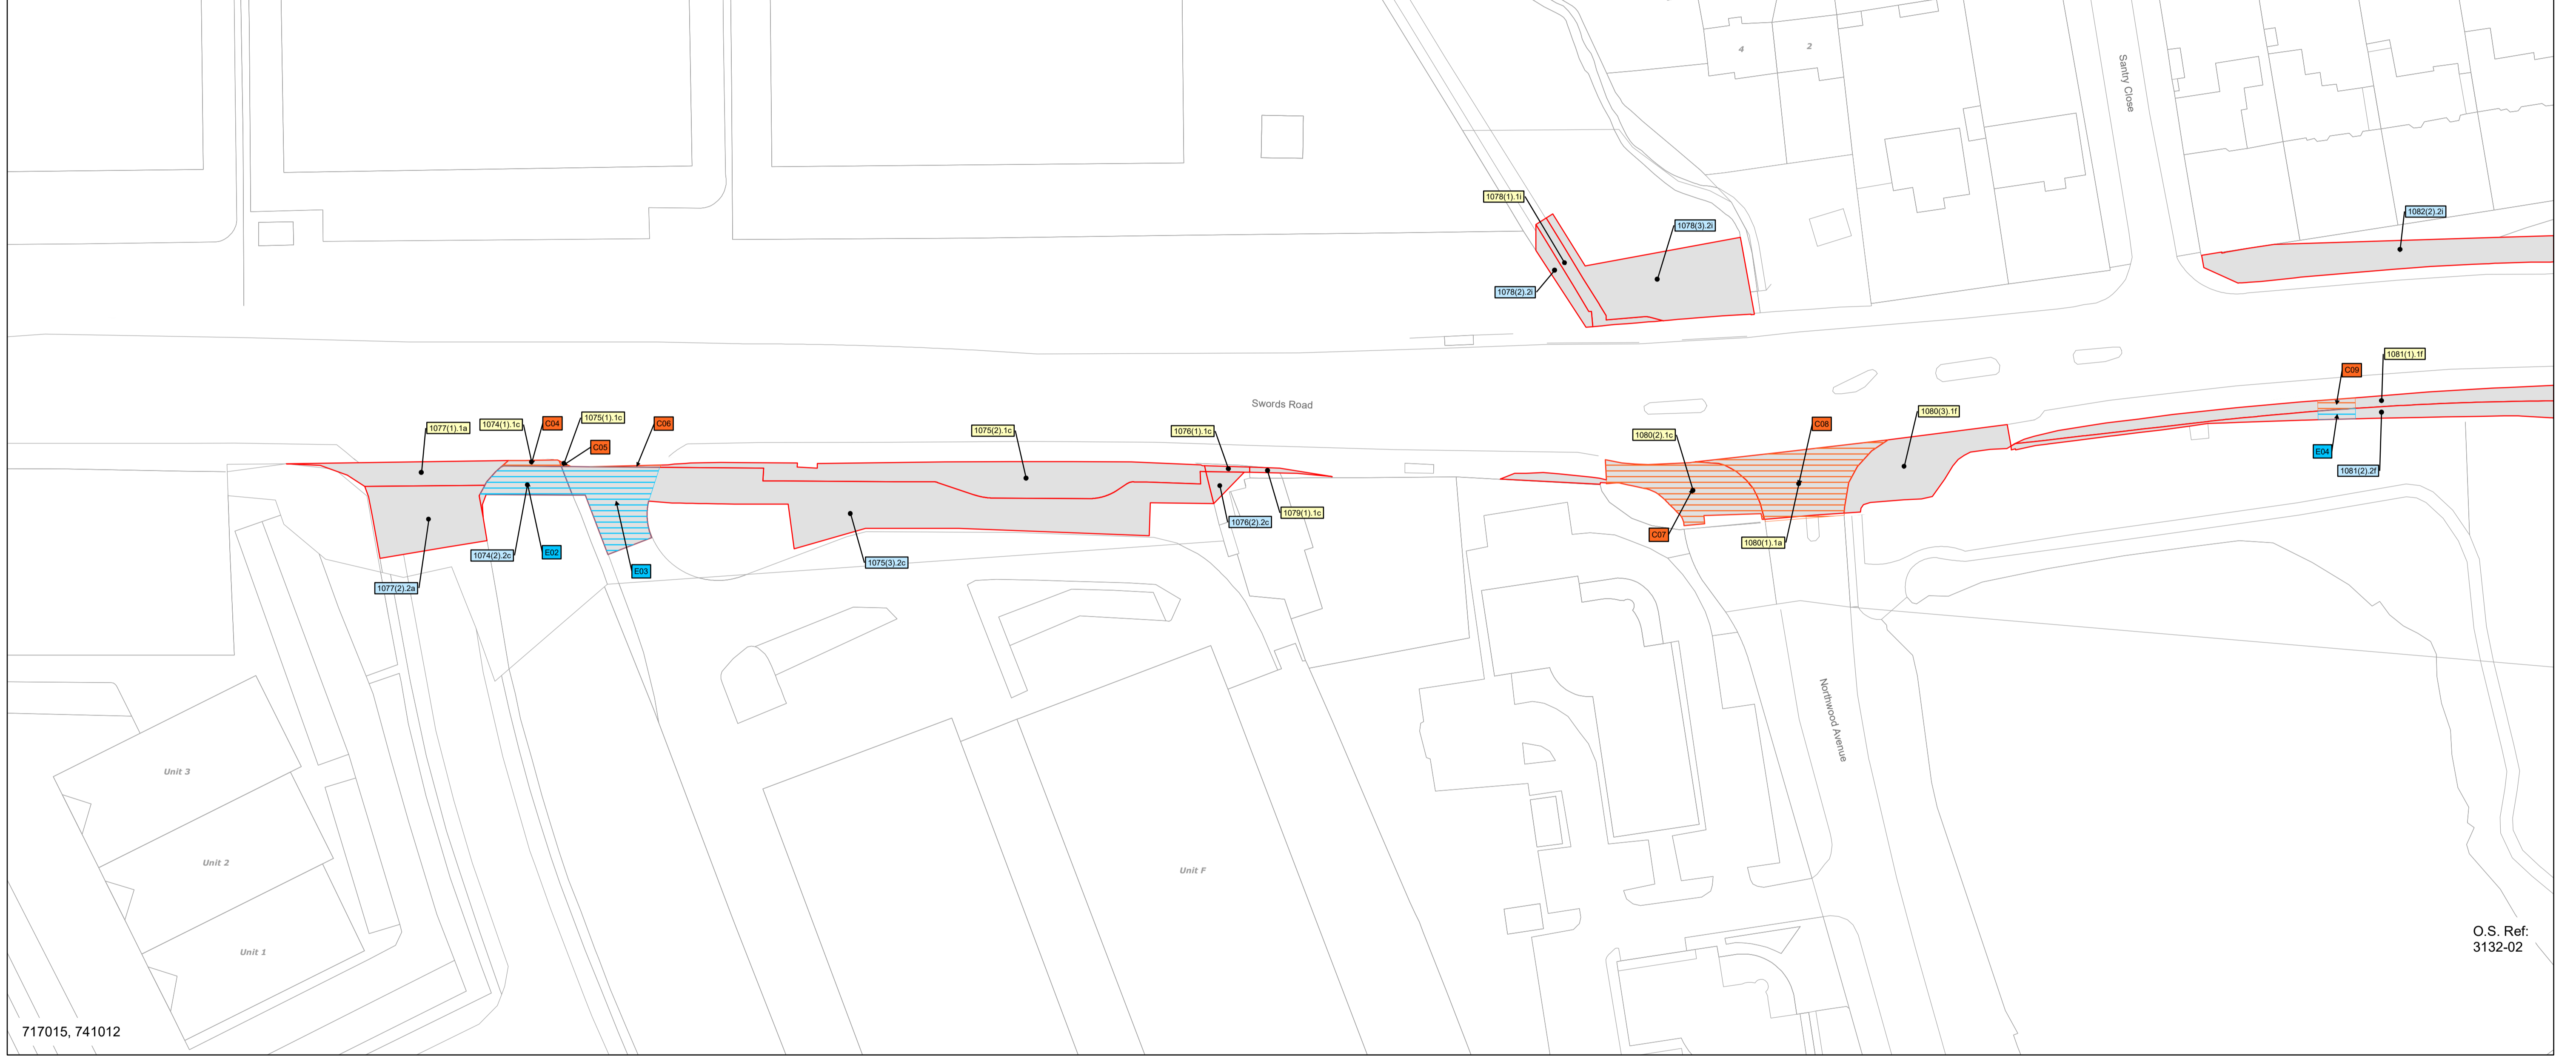 4
2
Santry Close
1078(1).1i
1078(3).2i
1082(2).2i
1078(2).2i
1081(1).1f
C09
Swords Road
1077(1).1a
1074(1).1c
C04
1075(1).1c
C06
C05
1075(2).1c
1076(1).1c
1080(2).1c
C08
1080(3).1f
E04
1081(2).2f
1079(1).1c
1076(2).2c
C07
1080(1).1a
1074(2).2c
E02
E03
1075(3).2c
1077(2).2a
Northwood Avenue
Unit 3
Unit 2
Unit F
Unit 1
O.S. Ref:
3132-02
717015, 741012